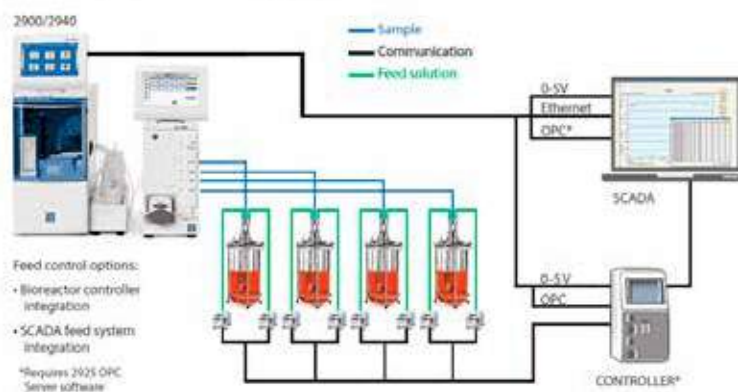 2900/2940
Sample
Communication
Feed solution
0-5V
Ethernet
OPC*
SCADA
Feed control options:
• Bioreactor controller
integration
• SCADA feed system
integration
*Requires 2925 OPC
Server software
0-5V
OPC
CONTROLLER*